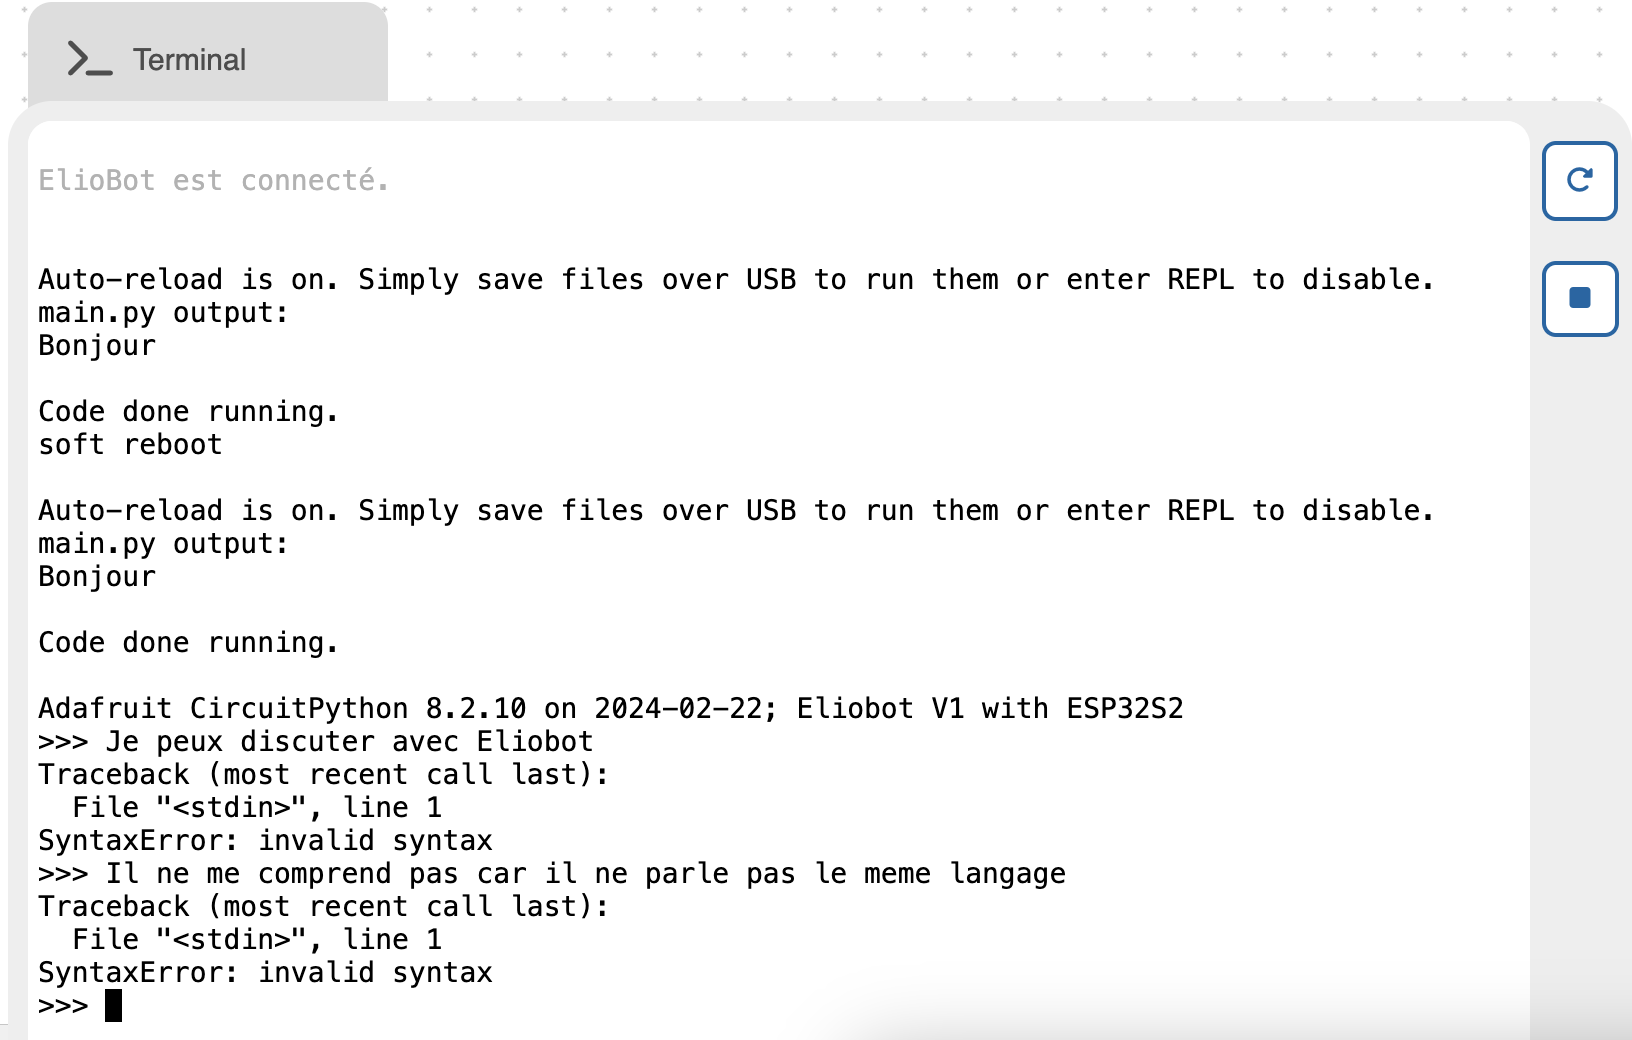 Terminal
ElioBot est connecté.
Auto-reload is on. Simply save files over USB to run them or enter REPL to disable.
main.py output:
Bonjour
Code done running.
soft reboot
Auto-reload is on. Simply save files over USB to run them or enter REPL to disable.
main.py output:
Bonjour
Code done running.
Adafruit CircuitPython 8.2.10 on 2024-02-22; Eliobot V1 with ESP32S2
>>> Je peux discuter avec Eliobot
Traceback (most recent call last):
  File "<stdin>", line 1
SyntaxError: invalid syntax
>>> Il ne me comprend pas car il ne parle pas le meme langage
Traceback (most recent call last):
  File "<stdin>", line 1
SyntaxError: invalid syntax
>>>